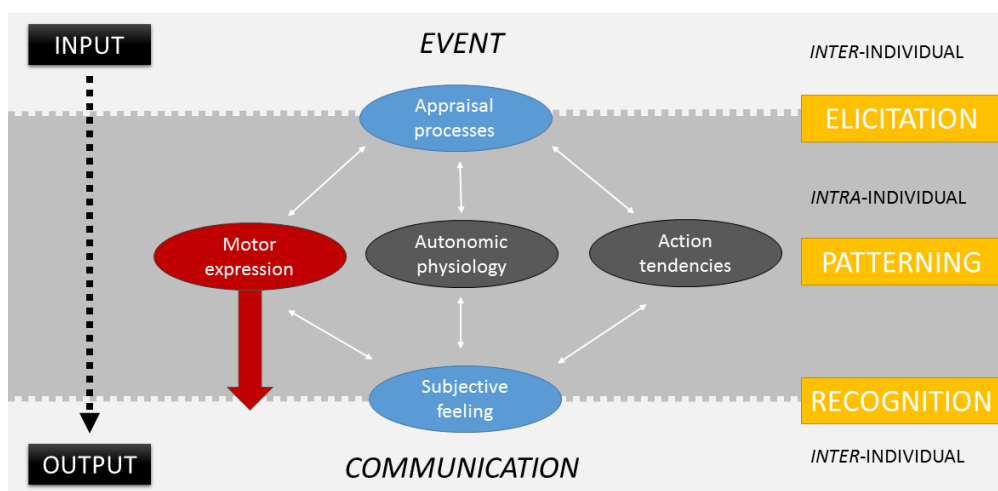 INPUT
EVENT
INTER-INDIVIDUAL
Appraisal
processes
ELICITATION
INTRA-INDIVIDUAL
Motor
expression
Autonomic
physiology
Action
tendencies
PATTERNING
Subjective
feeling
RECOGNITION
OUTPUT
COMMUNICATION
INTER-INDIVIDUAL